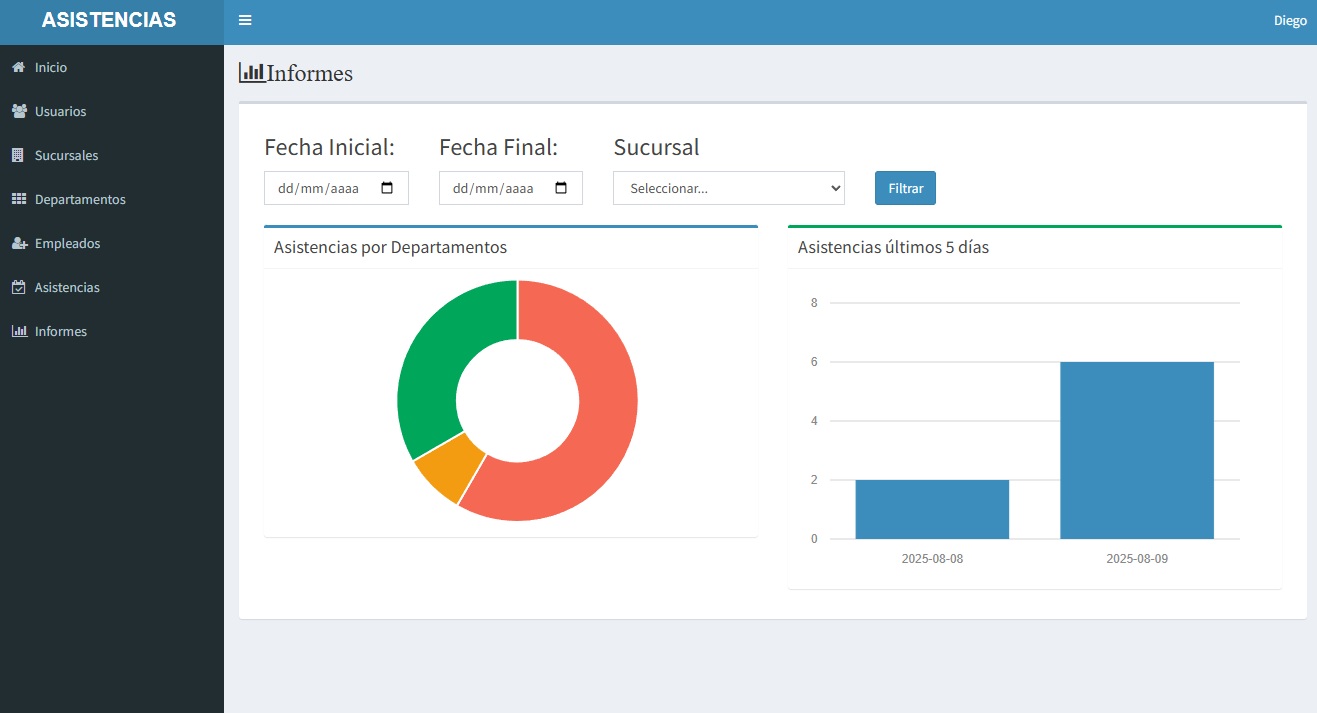 ASISTENCIAS
Diego
Inicio
Usuarios
Sucursales
Departamentos
Empleados
Asistencias
Informes
Informes
Fecha Inicial:
Fecha Final:
Sucursal
dd/mm/aaaa
dd/mm/aaaa
Seleccionar...
Filtrar
Asistencias por Departamentos
Asistencias últimos 5 días
8
6
4
2
0
2025-08-08
2025-08-09